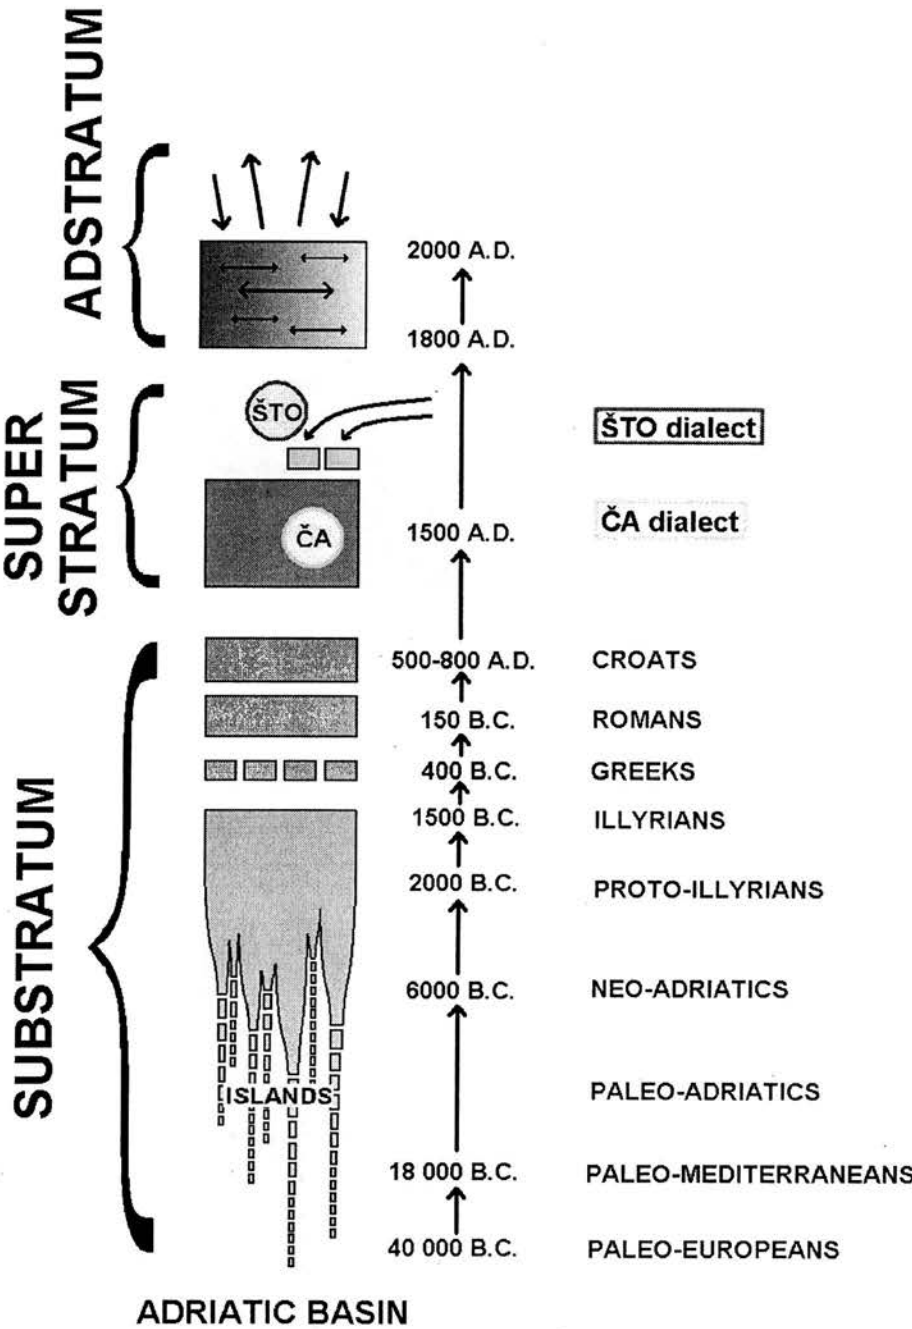 ADSTRATUM
2000 A.D.
1800 A.D.
SUPER
STRATUM
ŠTO
ŠTO dialect
ČA
1500 A.D.
ČA dialect
SUBSTRATUM
500-800 A.D. CROATS
150 B.C. ROMANS
400 B.C. GREEKS
1500 B.C. ILLYRIANS
2000 B.C. PROTO-ILLYRIANS
6000 B.C. NEO-ADRIATICS
ISLANDS PALEO-ADRIATICS
18 000 B.C. PALEO-MEDITERRANEANS
40 000 B.C. PALEO-EUROPEANS
ADRIATIC BASIN